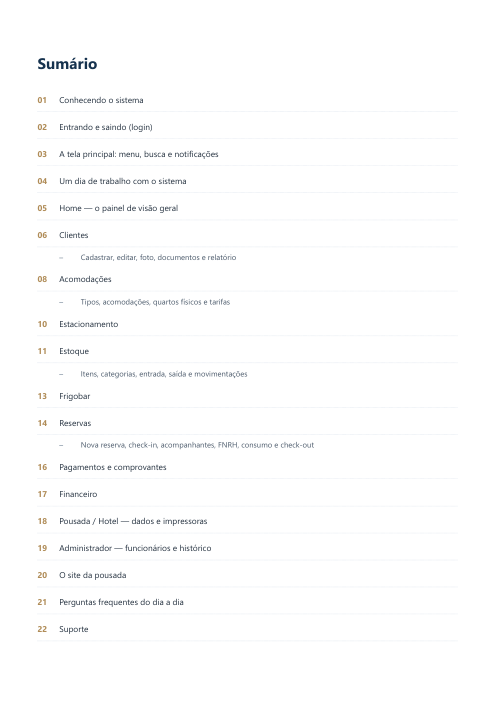 Sumário
01 Conhecendo o sistema
02 Entrando e saindo (login)
03 A tela principal: menu, busca e notificações
04 Um dia de trabalho com o sistema
05 Home — o painel de visão geral
06 Clientes
– Cadastrar, editar, foto, documentos e relatório
08 Acomodações
– Tipos, acomodações, quartos físicos e tarifas
10 Estacionamento
11 Estoque
– Itens, categorias, entrada, saída e movimentações
13 Frigobar
14 Reservas
– Nova reserva, check-in, acompanhantes, FNRH, consumo e check-out
16 Pagamentos e comprovantes
17 Financeiro
18 Pousada / Hotel — dados e impressoras
19 Administrador — funcionários e histórico
20 O site da pousada
21 Perguntas frequentes do dia a dia
22 Suporte